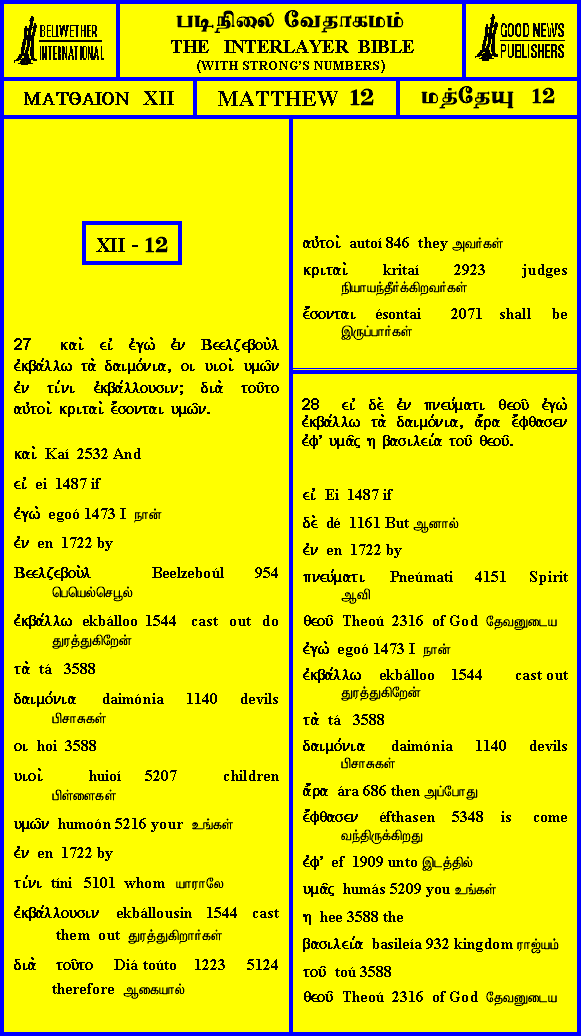 BELLWETHER
INTERNATIONAL
படிநிலை வேதாகமம்
THE INTERLAYER BIBLE
(WITH STRONG'S NUMBERS)
GOOD NEWS
PUBLISHERS
ΜΑΤΘΑΙΟΝ XII
MATTHEW 12
மத்தேயு 12
XII - 12
27 καὶ εἰ ἐγὼ ἐν Βεελζεβοὺλ
ἐκβάλλω τὰ δαιμόνια, οι υιοὶ υμῶν
ἐν τίνι ἐκβάλλουσιν; διὰ τοῦτο
αὐτοὶ κριταὶ ἔσονται υμῶν.
καὶ Kaí 2532 And
εἰ ei 1487 if
ἐγὼ egoó 1473 I நான்
ἐν en 1722 by
Βεελζεβοὺλ Beelzeboúl 954
பெயெல்செபூல்
ἐκβάλλω ekbálloo 1544 cast out do
துரத்துகிறேன்
τὰ tá 3588
δαιμόνια daimónia 1140 devils
பிசாசுகள்
οι hoi 3588
υιοὶ huioí 5207 children
பிள்ளைகள்
υμῶν humoón 5216 your உங்கள்
ἐν en 1722 by
τίνι tíni 5101 whom யாராலே
ἐκβάλλουσιν ekbállousin 1544 cast
them out துரத்துகிறார்கள்
διὰ τοῦτο Diá toúto 1223 5124
therefore ஆகையால்
αὐτοὶ autoí 846 they அவர்கள்
κριταὶ kritaí 2923 judges
நியாயந்தீர்க்கிறவர்கள்
ἔσονται ésontai 2071 shall be
இருப்பார்கள்
28 εἰ δὲ ἐν πνεύματι θεοῦ ἐγὼ
ἐκβάλλω τὰ δαιμόνια, ἄρα ἔφθασεν
ἐφ' υμᾶς η βασιλεία τοῦ θεοῦ.
εἰ Ei 1487 if
δὲ dé 1161 But ஆனால்
ἐν en 1722 by
πνεύματι Pneúmati 4151 Spirit
ஆவி
θεοῦ Theoú 2316 of God தேவனுடைய
ἐγὼ egoó 1473 I நான்
ἐκβάλλω ekbálloo 1544 cast out
துரத்துகிறேன்
τὰ tá 3588
δαιμόνια daimónia 1140 devils
பிசாசுகள்
ἄρα ára 686 then அப்போது
ἔφθασεν éfthasen 5348 is come
வந்திருக்கிறது
ἐφ' ef 1909 unto இடத்தில்
υμᾶς humás 5209 you உங்கள்
η hee 3588 the
βασιλεία basileía 932 kingdom ராஜ்யம்
τοῦ toú 3588
θεοῦ Theoú 2316 of God தேவனுடைய